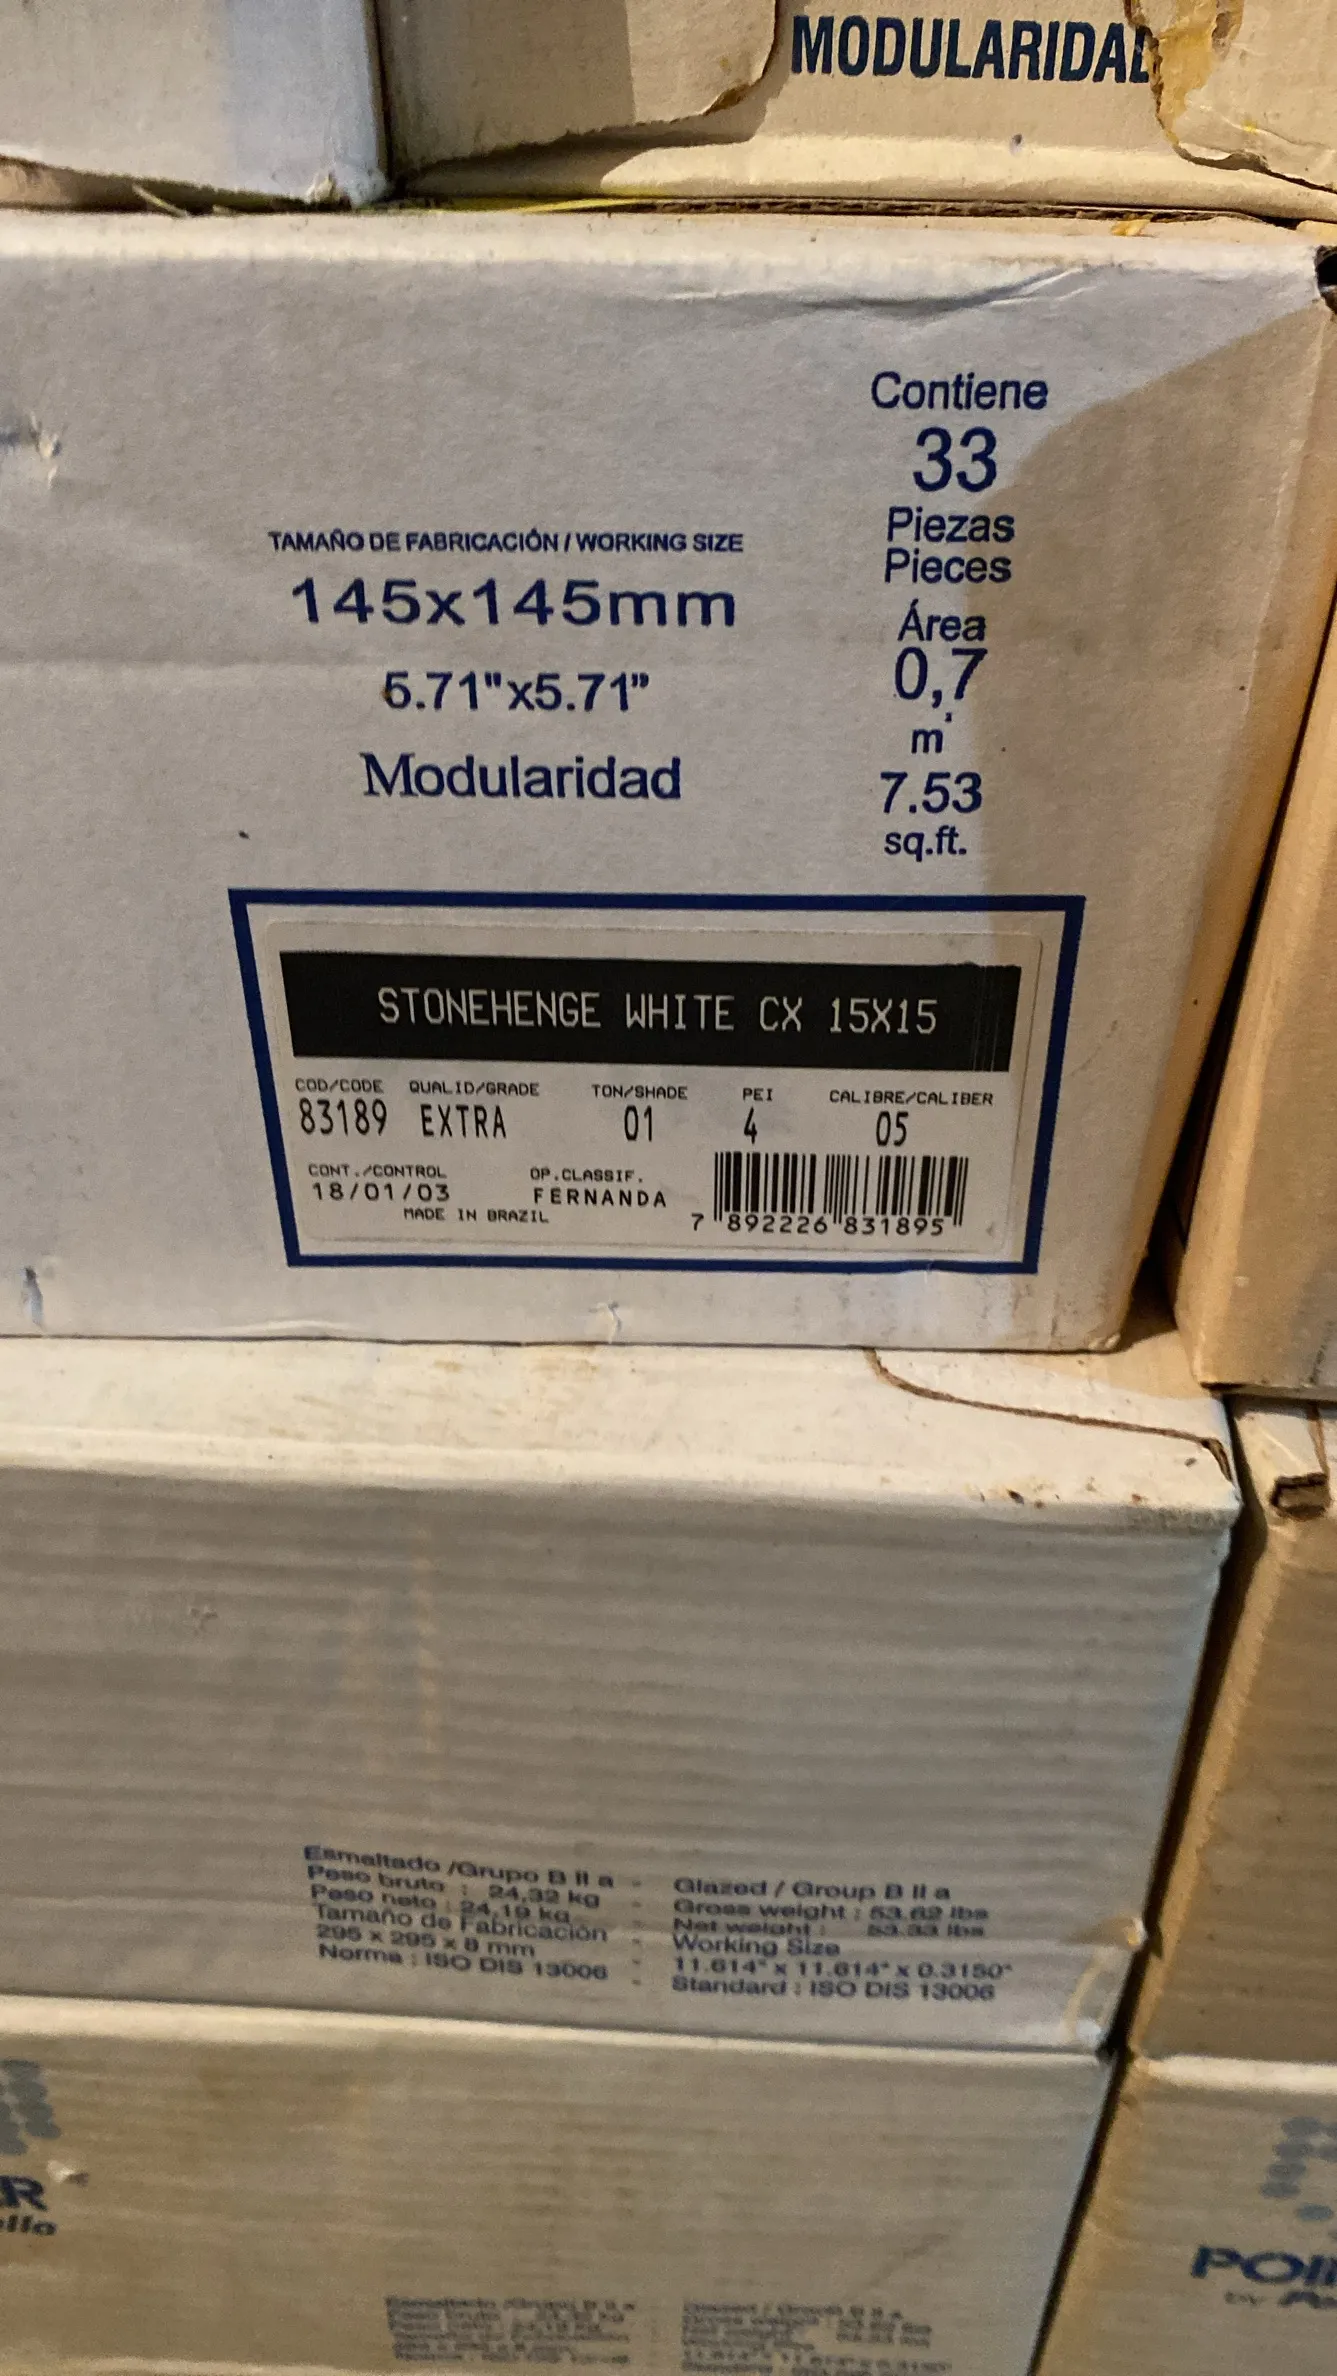 MODULARIDAD
TAMAÑO DE FABRICACIÓN / WORKING SIZE
145x145mm
5.71"x5.71"
Modularidad
Contiene
33
Piezas
Pieces
Área
0,7
m²
7.53
sq.ft.
STONEHENGE WHITE CX 15X15
COD/CODE QUALID/GRADE TON/SHADE PEI CALIBRE/CALIBER
83189 EXTRA 01 4 05
CONT./CONTROL OP.CLASSIF.
18/01/03 FERNANDA
MADE IN BRAZIL
7 892226 831895
Esmaltado /Grupo B II a - Glazed / Group B II a
Peso bruto : 24,32 kg - Gross weight : 53.62 lbs
Peso neto : 24,19 kg - Net weight : 53.33 lbs
Tamaño de Fabricación - Working Size
295 x 295 x 8 mm - 11.614" x 11.614" x 0.3150"
Norma : ISO DIS 13006 - Standard : ISO DIS 13006
by